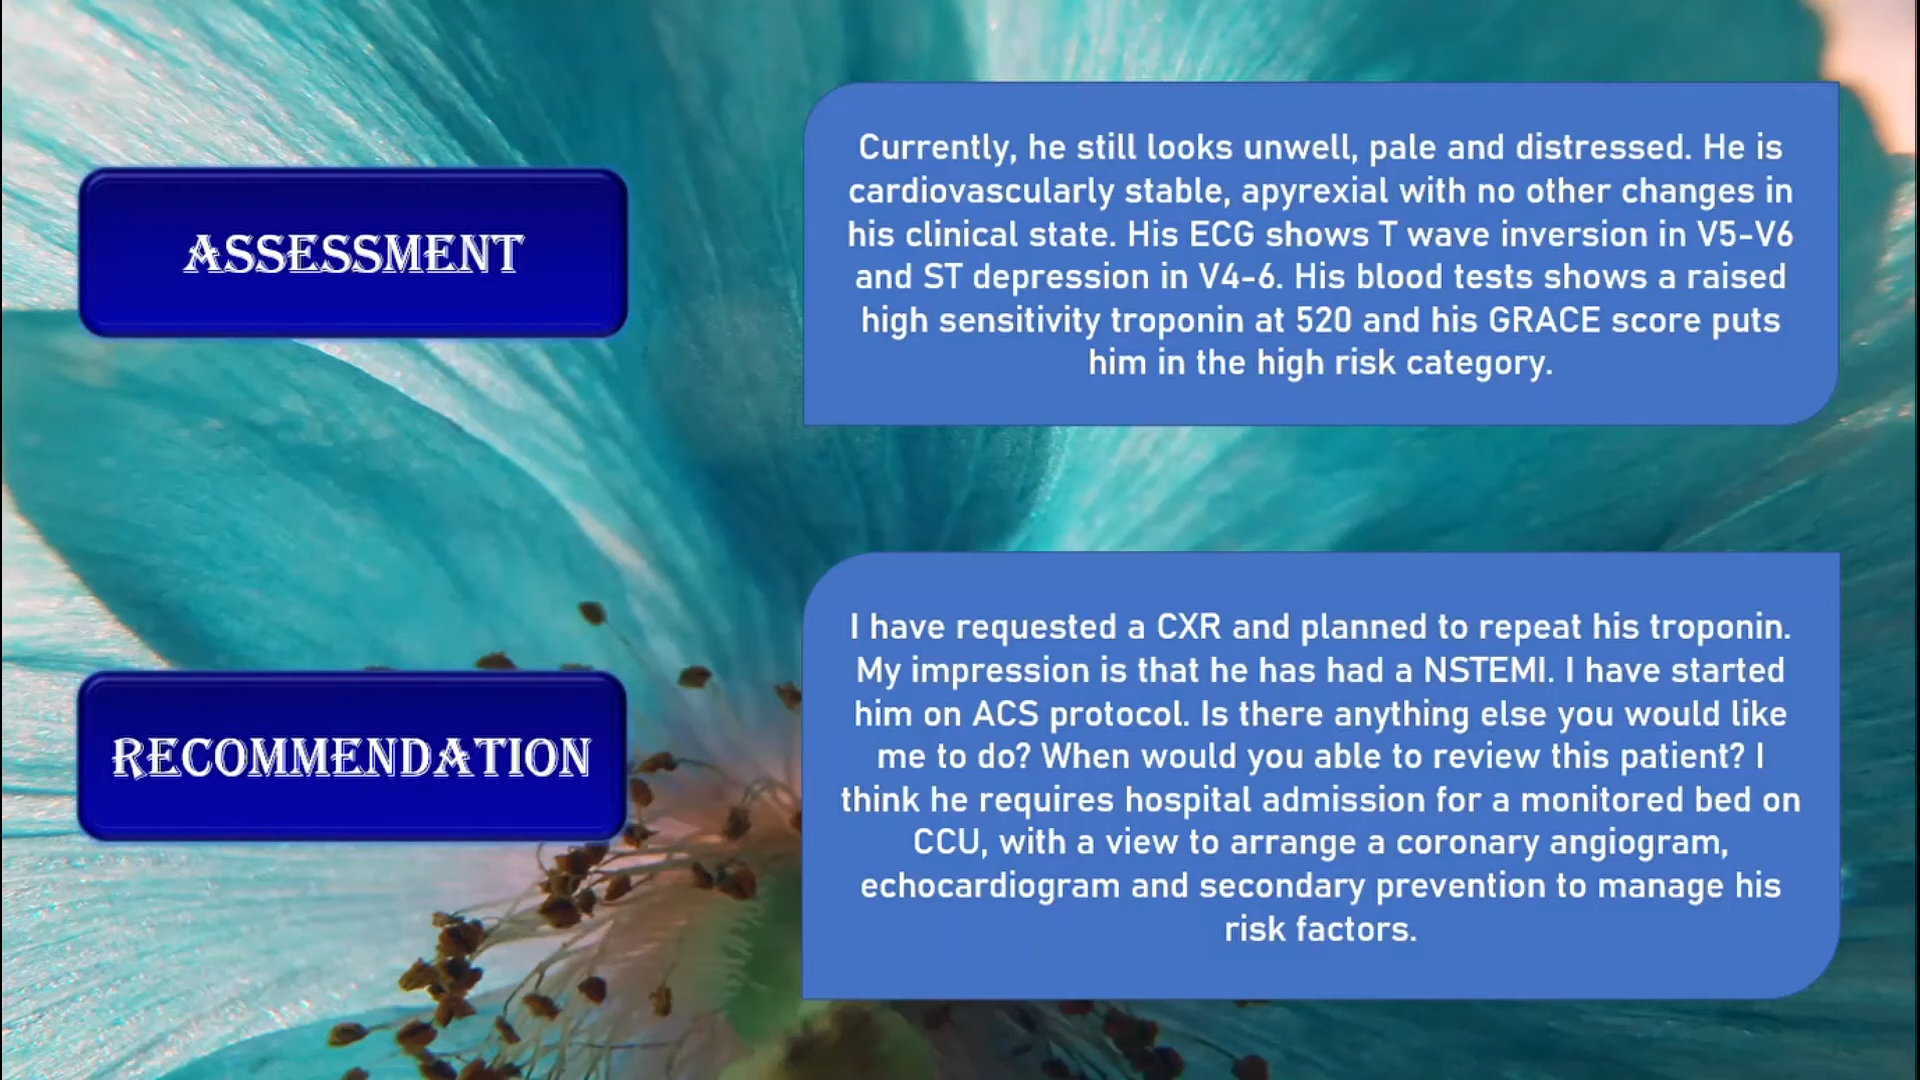 ASSESSMENT
Currently, he still looks unwell, pale and distressed. He is
cardiovascularly stable, apyrexial with no other changes in
his clinical state. His ECG shows T wave inversion in V5-V6
and ST depression in V4-6. His blood tests shows a raised
high sensitivity troponin at 520 and his GRACE score puts
him in the high risk category.
RECOMMENDATION
I have requested a CXR and planned to repeat his troponin.
My impression is that he has had a NSTEMI. I have started
him on ACS protocol. Is there anything else you would like
me to do? When would you able to review this patient? I
think he requires hospital admission for a monitored bed on
CCU, with a view to arrange a coronary angiogram,
echocardiogram and secondary prevention to manage his
risk factors.